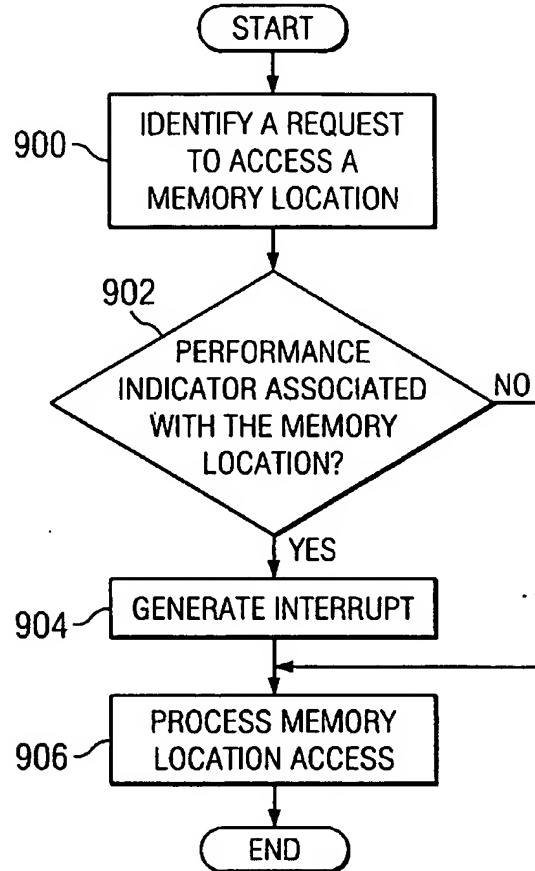 START
900
IDENTIFY A REQUEST
TO ACCESS A
MEMORY LOCATION
902
PERFORMANCE
INDICATOR ASSOCIATED
WITH THE MEMORY
LOCATION?
NO
YES
904
GENERATE INTERRUPT
906
PROCESS MEMORY
LOCATION ACCESS
END